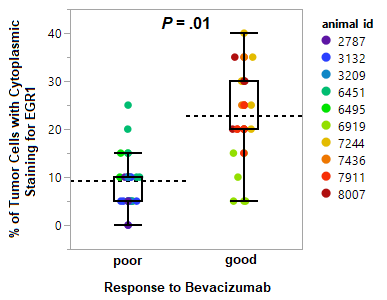 P = .01
% of Tumor Cells with Cytoplasmic
Staining for EGR1
40
30
20
10
0
poor
good
Response to Bevacizumab
animal id
2787
3132
3209
6451
6495
6919
7244
7436
7911
8007